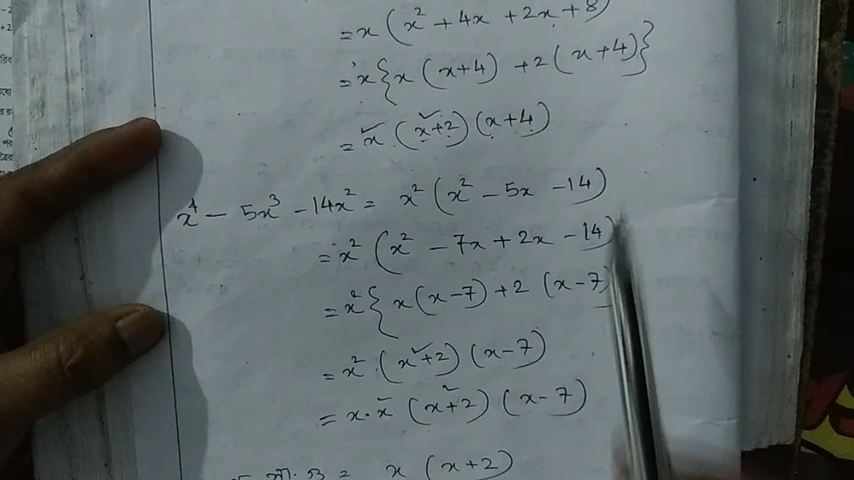 = x (x² + 4x + 2x + 8)
= x { x (x+4) + 2 (x+4) }
= x (x+2) (x+4)
x⁴ - 5x³ - 14x² = x² (x² - 5x - 14)
= x² (x² - 7x + 2x - 14)
= x² { x (x-7) + 2 (x-7)
= x² (x+2) (x-7)
= x·x (x+2) (x-7)
= x (x+2)